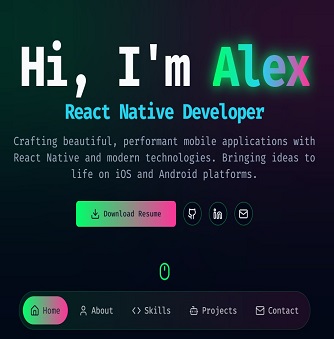 Hi, I'm Alex
React Native Developer
Crafting beautiful, performant mobile applications with
React Native and modern technologies. Bringing ideas to
life on iOS and Android platforms.
Download Resume
Home About Skills Projects Contact